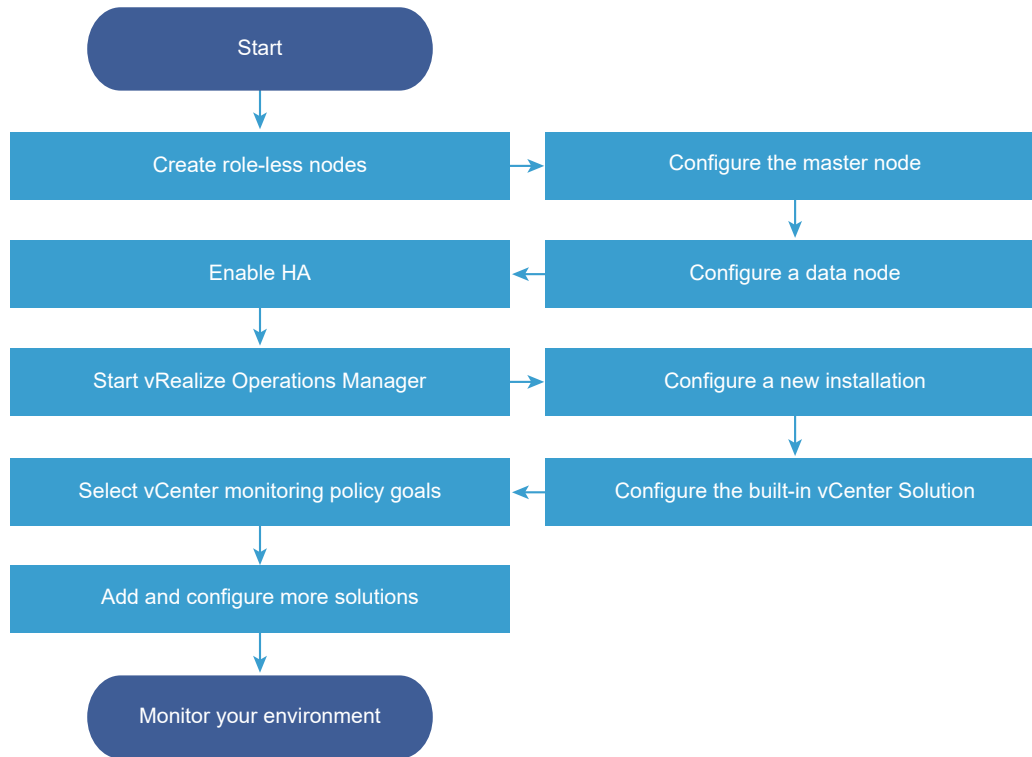 Start
Create role-less nodes
Configure the master node
Configure a data node
Enable HA
Start vRealize Operations Manager
Configure a new installation
Configure the built-in vCenter Solution
Select vCenter monitoring policy goals
Add and configure more solutions
Monitor your environment